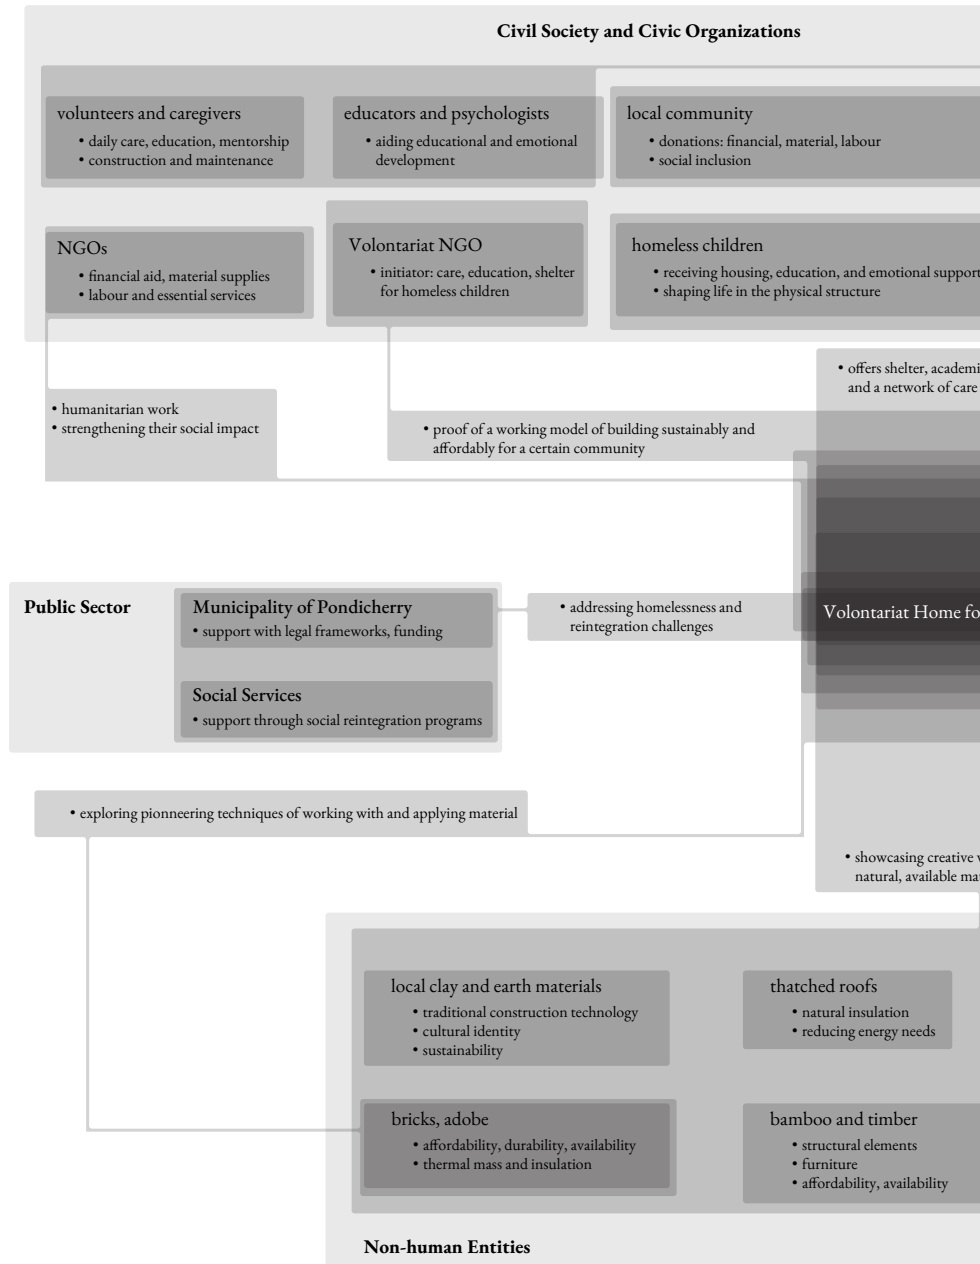 Civil Society and Civic Organizations
volunteers and caregivers
• daily care, education, mentorship
• construction and maintenance
educators and psychologists
• aiding educational and emotional
development
local community
• donations: financial, material, labour
• social inclusion
NGOs
• financial aid, material supplies
• labour and essential services
Volontariat NGO
• initiator: care, education, shelter
for homeless children
homeless children
• receiving housing, education, and emotional support
• shaping life in the physical structure
• offers shelter,
and a network of care
• humanitarian work
• strengthening their social impact
• proof of a working model of building sustainably and
affordably for a certain community
Public Sector
Municipality of Pondicherry
• support with legal frameworks, funding
Social Services
• support through social reintegration programs
• addressing homelessness and
reintegration challenges
Volontariat Home
• exploring pionneering techniques of working with and applying material
• showcasing creative
natural, available
local clay and earth materials
• traditional construction technology
• cultural identity
• sustainability
thatched roofs
• natural insulation
• reducing energy needs
bricks, adobe
• affordability, durability, availability
• thermal mass and insulation
bamboo and timber
• structural elements
• furniture
• affordability, availability
Non-human Entities